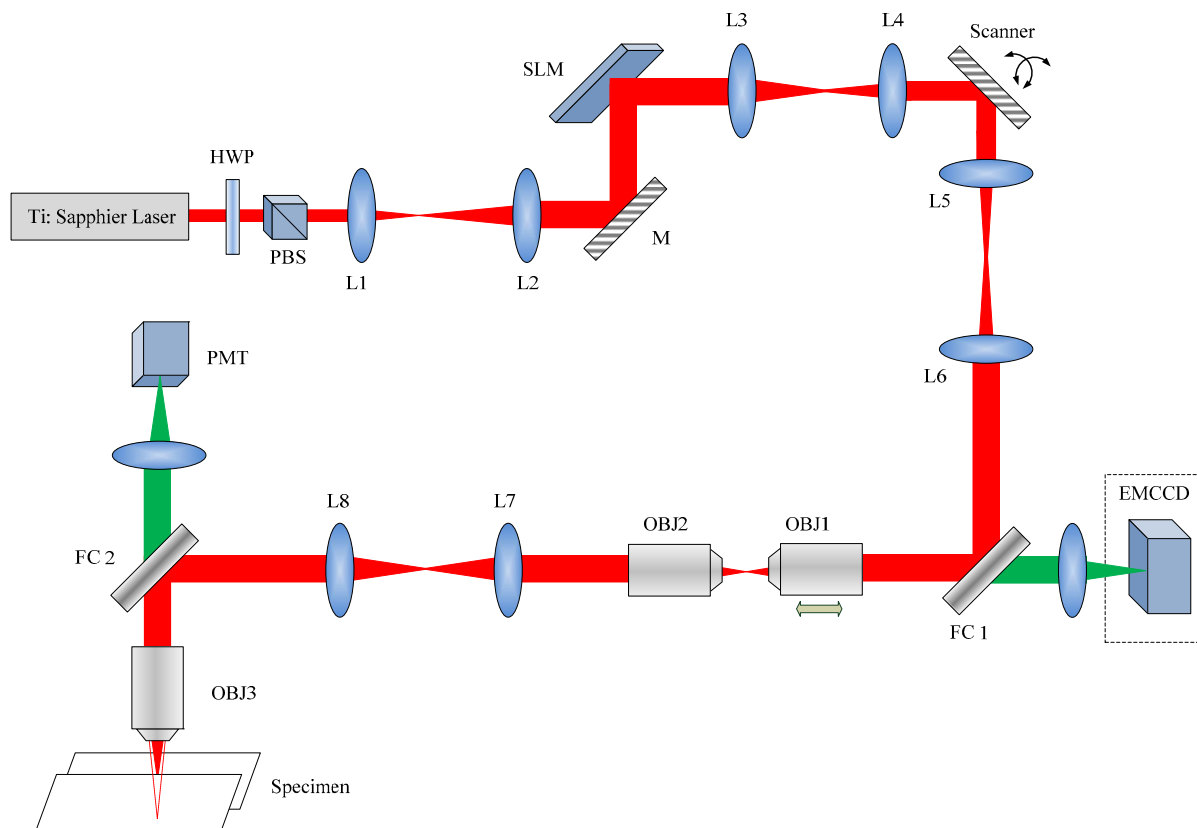 L3
L4
Scanner
SLM
HWP
Ti: Sapphier Laser
PBS
M
L5
L1
L2
PMT
L6
EMCCD
L8
L7
OBJ2
OBJ1
FC 2
FC 1
OBJ3
Specimen